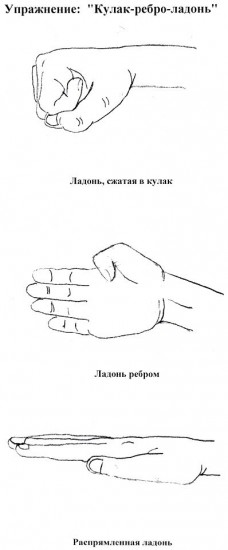 Упражнение: "Кулак-ребро-ладонь"
Ладонь, сжатая в кулак
Ладонь ребром
Распрямленная ладонь